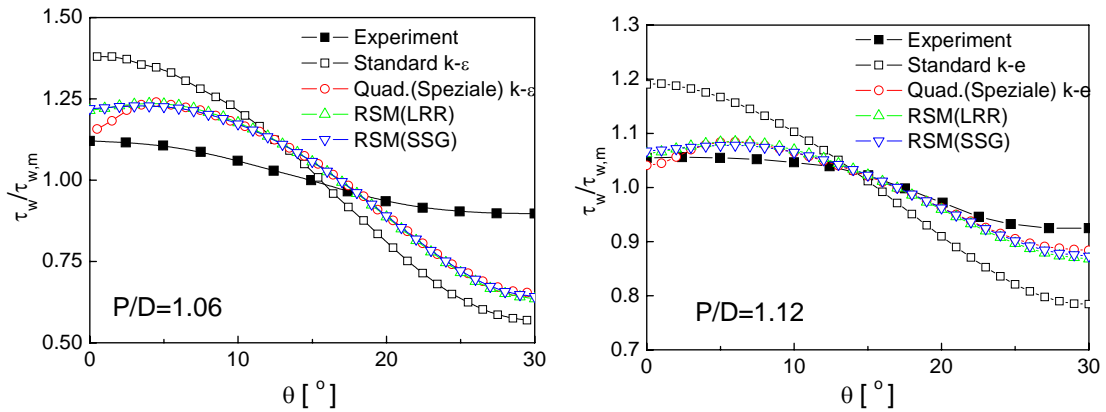 1.50
1.25
1.00
0.75
0.50
τw/τw,m
Experiment
Standard k-ε
Quad.(Speziale) k-ε
RSM(LRR)
RSM(SSG)
P/D=1.06
0
10
20
30
θ [ °]
1.3
1.2
1.1
1.0
0.9
0.8
0.7
τw/τw,m
Experiment
Standard k-e
Quad.(Speziale) k-e
RSM(LRR)
RSM(SSG)
P/D=1.12
0
10
20
30
θ [ °]